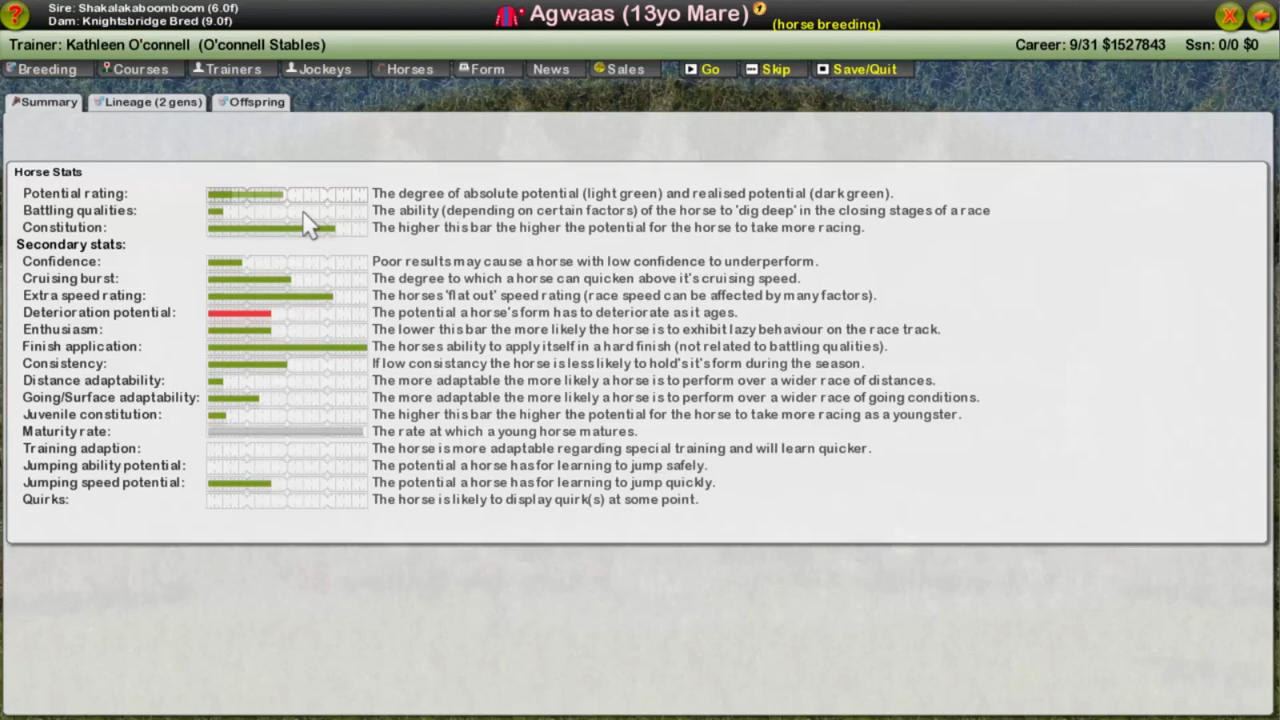 Sire: Shakalakaboomboom (6.0f)
Dam: Knightsbridge Bred (9.0f)
Agwaas (13yo Mare)
(horse breeding)
Trainer: Kathleen O'connell (O'connell Stables)
Career: 9/31 $1527843 Ssn: 0/0 $0
Breeding Courses Trainers Jockeys Horses Form News Sales Go Skip Save/Quit
Summary Lineage (2 gens) Offspring
Horse Stats
Potential rating: The degree of absolute potential (light green) and realised potential (dark green).
Battling qualities: The ability (depending on certain factors) of the horse to 'dig deep' in the closing stages of a race
Constitution: The higher this bar the higher the potential for the horse to take more racing.
Secondary stats:
Confidence: Poor results may cause a horse with low confidence to underperform.
Cruising burst: The degree to which a horse can quicken above it's cruising speed.
Extra speed rating: The horses 'flat out' speed rating (race speed can be affected by many factors).
Deterioration potential: The potential a horse's form has to deteriorate as it ages.
Enthusiasm: The lower this bar the more likely the horse is to exhibit lazy behaviour on the race track.
Finish application: The horses ability to apply itself in a hard finish (not related to battling qualities).
Consistency: If low consistancy the horse is less likely to hold's it's form during the season.
Distance adaptability: The more adaptable the more likely a horse is to perform over a wider race of distances.
Going/Surface adaptability: The more adaptable the more likely a horse is to perform over a wider race of going conditions.
Juvenile constitution: The higher this bar the higher the potential for the horse to take more racing as a youngster.
Maturity rate: The rate at which a young horse matures.
Training adaption: The horse is more adaptable regarding special training and will learn quicker.
Jumping ability potential: The potential a horse has for learning to jump safely.
Jumping speed potential: The potential a horse has for learning to jump quickly.
Quirks: The horse is likely to display quirk(s) at some point.